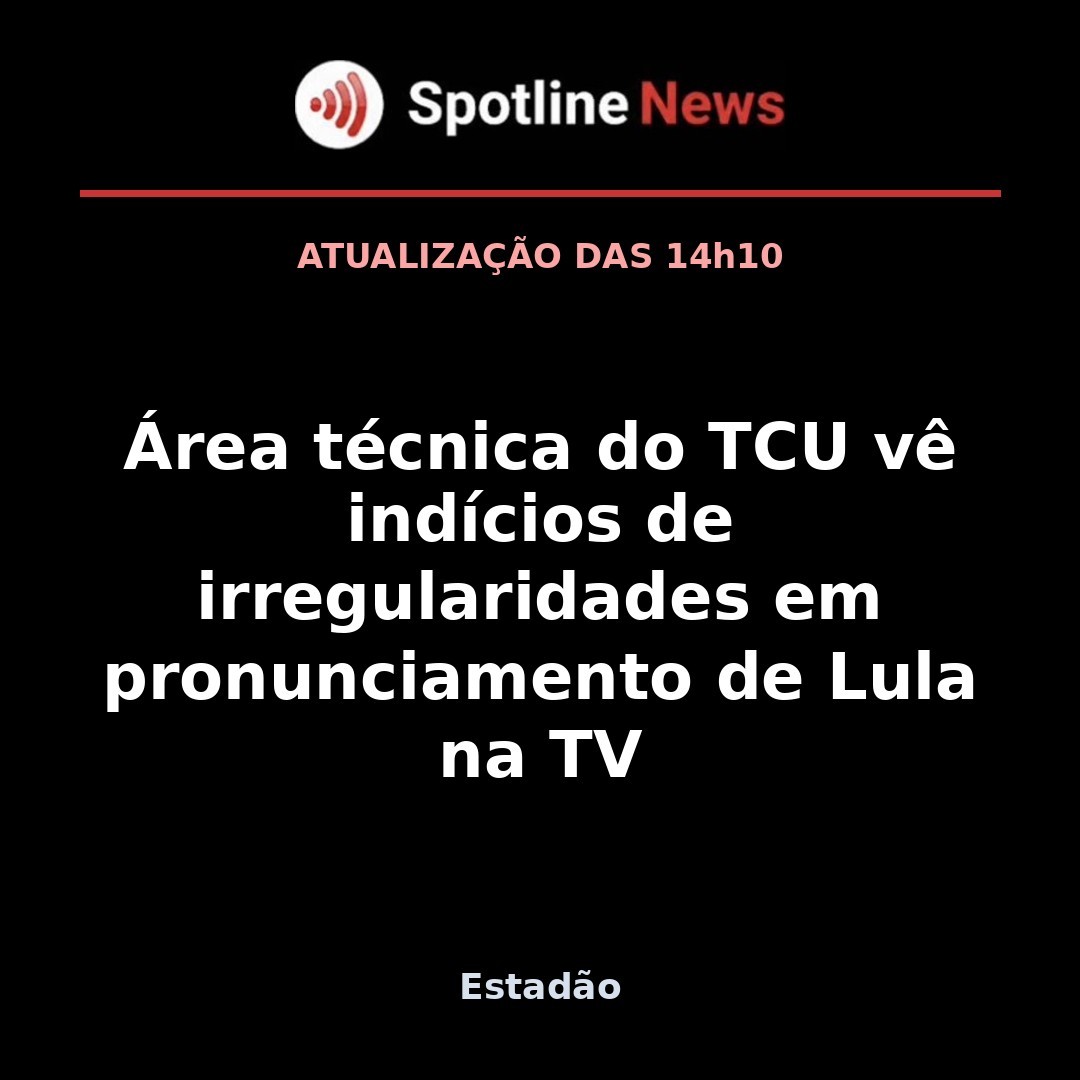 Spotline News
ATUALIZAÇÃO DAS 14h10
Área técnica do TCU vê
indícios de
irregularidades em
pronunciamento de Lula
na TV
Estadão